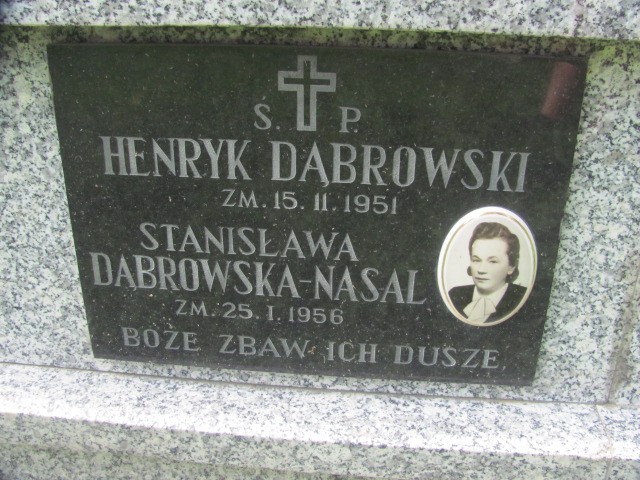 Ś. P.
HENRYK DĄBROWSKI
ZM. 15. II. 1951
STANISŁAWA
DĄBROWSKA-NASAL
ZM. 25. I. 1956
BOŻE ZBAW ICH DUSZE